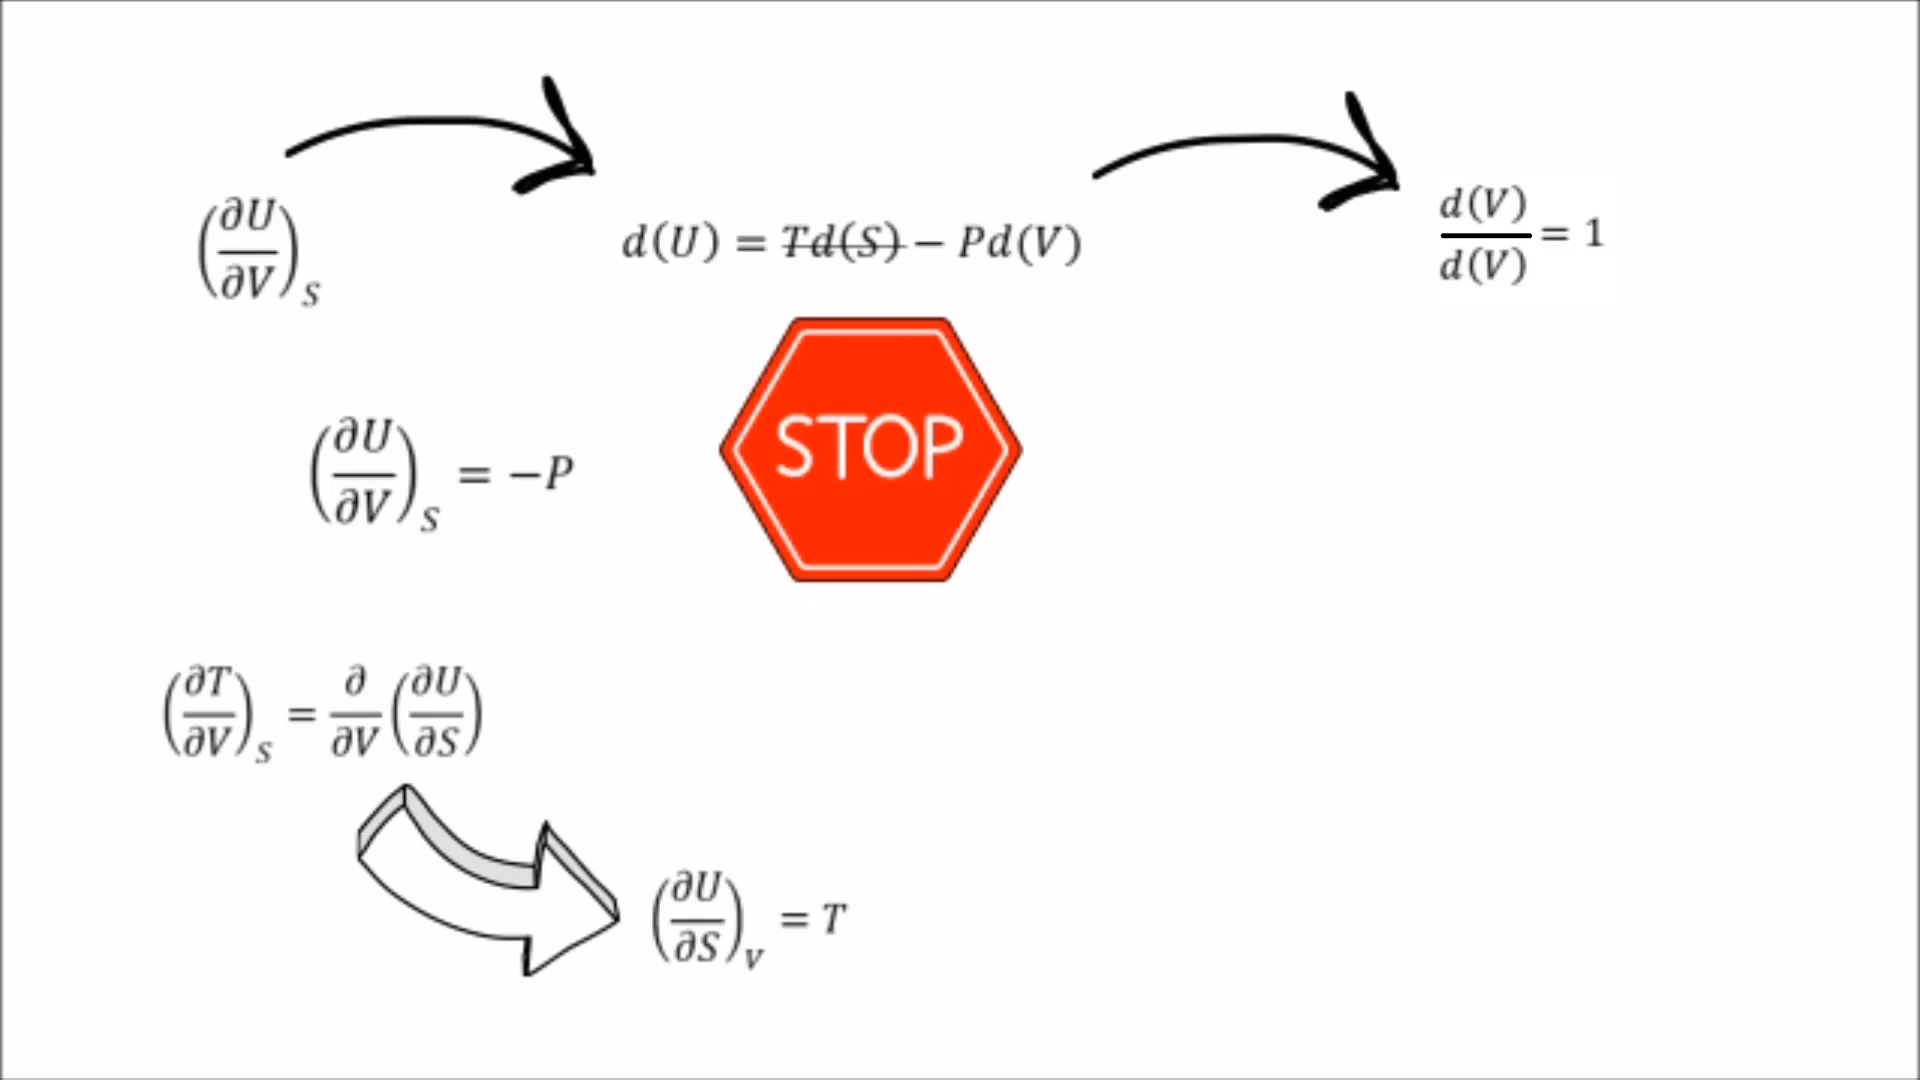 (∂U/∂V)_S
d(U) = Td(S) − Pd(V)
d(V)/d(V) = 1
(∂U/∂V)_S = −P
STOP
(∂T/∂V)_S = ∂/∂V (∂U/∂S)
(∂U/∂S)_V = T